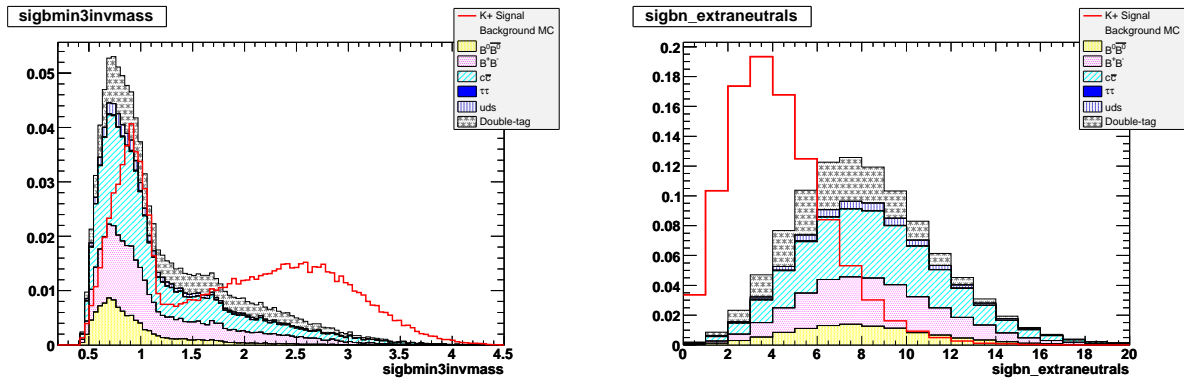 sigbmin3invmass
K+ Signal
Background MC
B⁰B̅⁰
B⁺B⁻
cc̅
ττ
uds
Double-tag
0.05
0.04
0.03
0.02
0.01
0
0.5 1 1.5 2 2.5 3 3.5 4 4.5
sigbmin3invmass
sigbn_extraneutrals
K+ Signal
Background MC
B⁰B̅⁰
B⁺B⁻
cc̅
ττ
uds
Double-tag
0.2
0.18
0.16
0.14
0.12
0.1
0.08
0.06
0.04
0.02
0
0 2 4 6 8 10 12 14 16 18 20
sigbn_extraneutrals